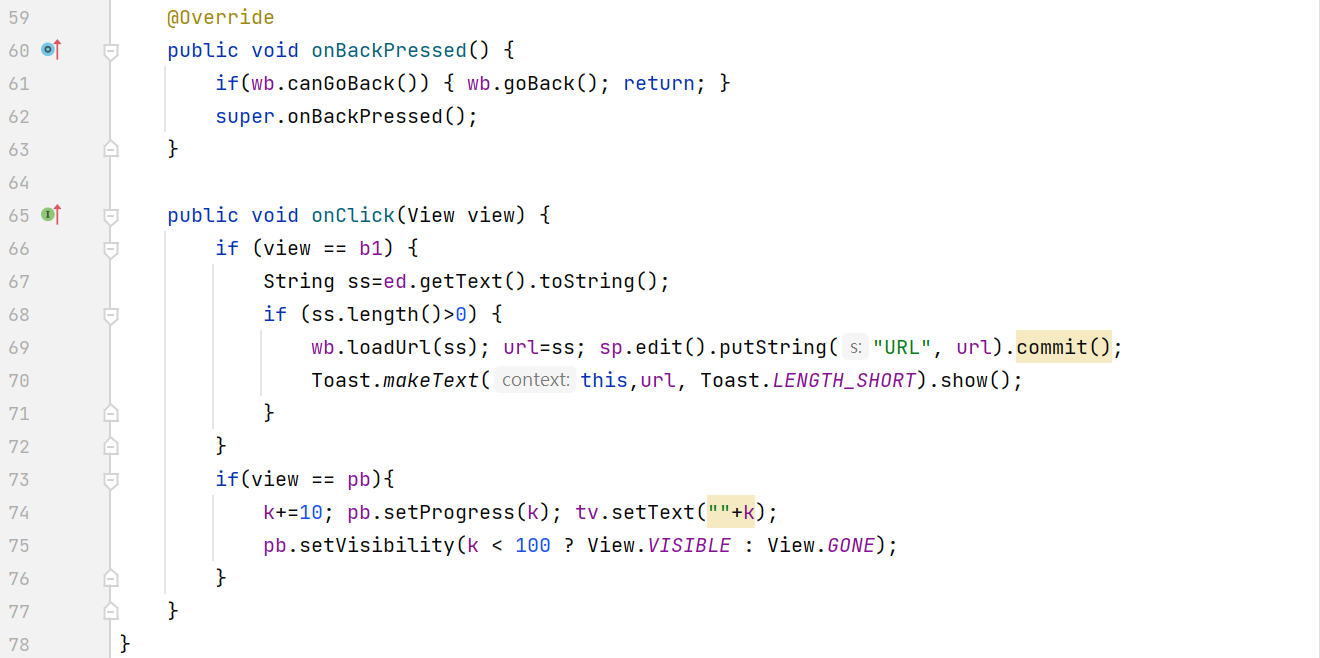 59 @Override
60 public void onBackPressed() {
61 if(wb.canGoBack()) { wb.goBack(); return; }
62 super.onBackPressed();
63 }
64
65 public void onClick(View view) {
66 if (view == b1) {
67 String ss=ed.getText().toString();
68 if (ss.length()>0) {
69 wb.loadUrl(ss); url=ss; sp.edit().putString( s: "URL", url).commit();
70 Toast.makeText( context: this,url, Toast.LENGTH_SHORT).show();
71 }
72 }
73 if(view == pb){
74 k+=10; pb.setProgress(k); tv.setText(""+k);
75 pb.setVisibility(k < 100 ? View.VISIBLE : View.GONE);
76 }
77 }
78 }